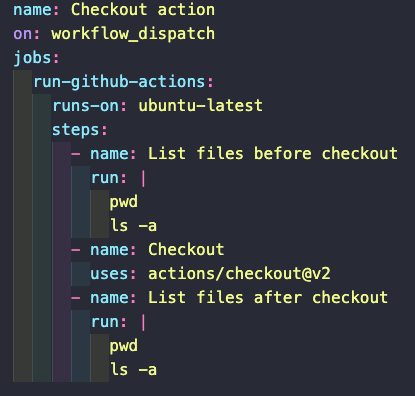 name: Checkout action
on: workflow_dispatch
jobs:
  run-github-actions:
    runs-on: ubuntu-latest
    steps:
      - name: List files before checkout
        run: |
          pwd
          ls -a
      - name: Checkout
        uses: actions/checkout@v2
      - name: List files after checkout
        run: |
          pwd
          ls -a